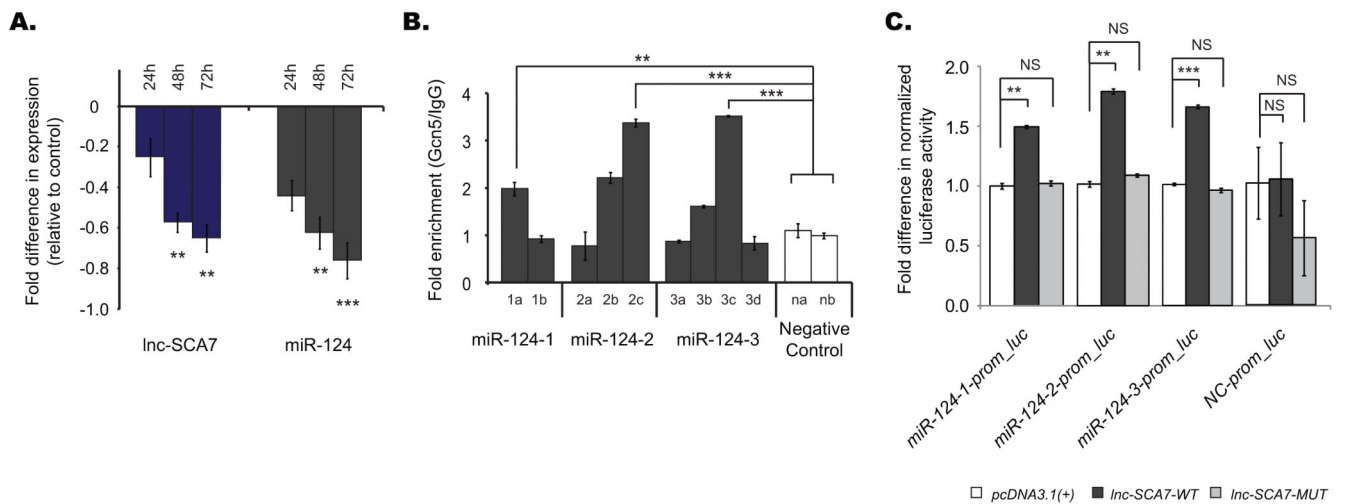 A.
24h 48h 72h 24h 48h 72h
0
-0.2
-0.4
-0.6
-0.8
-1.0
Fold difference in expression
(relative to control)
** ** ** ***
lnc-SCA7 miR-124
B.
**
***
***
4
3
2
1
0
Fold enrichment (Gcn5/IgG)
1a 1b 2a 2b 2c 3a 3b 3c 3d na nb
miR-124-1 miR-124-2 miR-124-3 Negative
Control
C.
NS NS NS NS
** ** *** NS
2.0
1.5
1.0
0.5
0.0
Fold difference in normalized
luciferase activity
miR-124-1-prom_luc
miR-124-2-prom_luc
miR-124-3-prom_luc
NC-prom_luc
pcDNA3.1(+) lnc-SCA7-WT lnc-SCA7-MUT